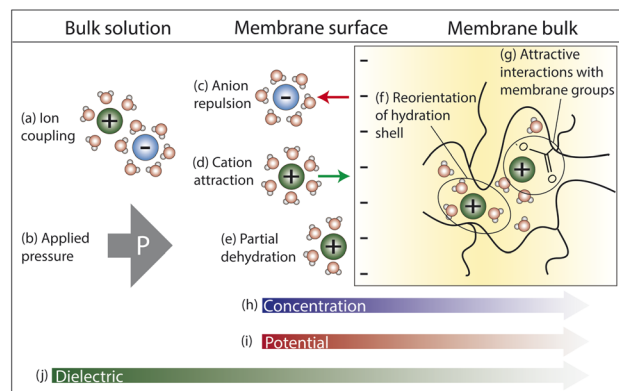 Bulk solution
Membrane surface
Membrane bulk
(a) Ion
coupling
+
-
(b) Applied
pressure
P
(c) Anion
repulsion
-
(d) Cation
attraction
+
(e) Partial
dehydration
+
(f) Reorientation
of hydration
shell
+
(g) Attractive
interactions with
membrane groups
+
O
O
(h) Concentration
(i) Potential
(j) Dielectric